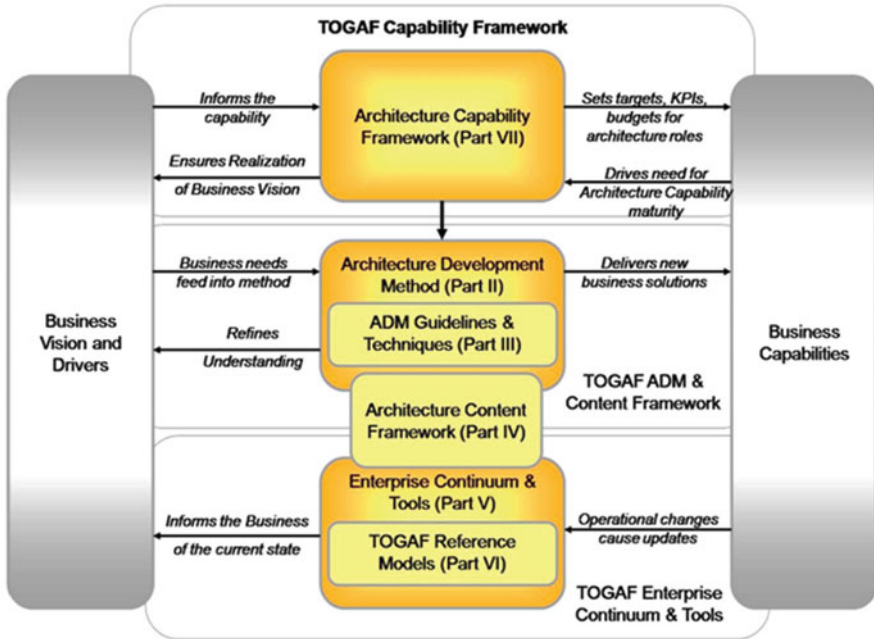 TOGAF Capability Framework
Informs the
capability
Ensures Realization
of Business Vision
Architecture Capability
Framework (Part VII)
Sets targets, KPIs,
budgets for
architecture roles
Drives need for
Architecture Capability
maturity
Business
Vision and
Drivers
Business needs
feed into method
Refines
Understanding
Architecture Development
Method (Part II)
ADM Guidelines &
Techniques (Part III)
Delivers new
business solutions
Business
Capabilities
TOGAF ADM &
Content Framework
Architecture Content
Framework (Part IV)
Enterprise Continuum &
Tools (Part V)
TOGAF Reference
Models (Part VI)
Informs the Business
of the current state
Operational changes
cause updates
TOGAF Enterprise
Continuum & Tools